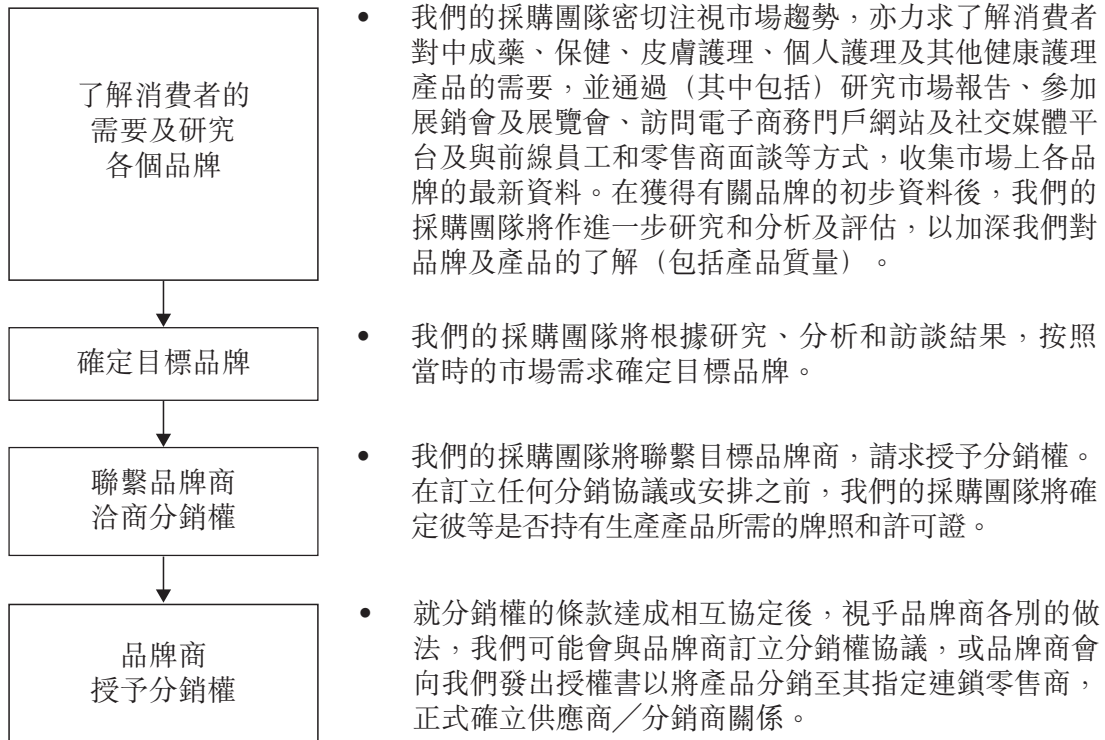 了解消費者的
需要及研究
各個品牌
• 我們的採購團隊密切注視市場趨勢，亦力求了解消費者
對中成藥、保健、皮膚護理、個人護理及其他健康護理
產品的需要，並通過（其中包括）研究市場報告、參加
展銷會及展覽會、訪問電子商務門戶網站及社交媒體平
台及與前線員工和零售商面談等方式，收集市場上各品
牌的最新資料。在獲得有關品牌的初步資料後，我們的
採購團隊將作進一步研究和分析及評估，以加深我們對
品牌及產品的了解（包括產品質量）。
確定目標品牌
• 我們的採購團隊將根據研究、分析和訪談結果，按照
當時的市場需求確定目標品牌。
聯繫品牌商
洽商分銷權
• 我們的採購團隊將聯繫目標品牌商，請求授予分銷權。
在訂立任何分銷協議或安排之前，我們的採購團隊將確
定彼等是否持有生產產品所需的牌照和許可證。
品牌商
授予分銷權
• 就分銷權的條款達成相互協定後，視乎品牌商各別的做
法，我們可能會與品牌商訂立分銷權協議，或品牌商會
向我們發出授權書以將產品分銷至其指定連鎖零售商，
正式確立供應商／分銷商關係。